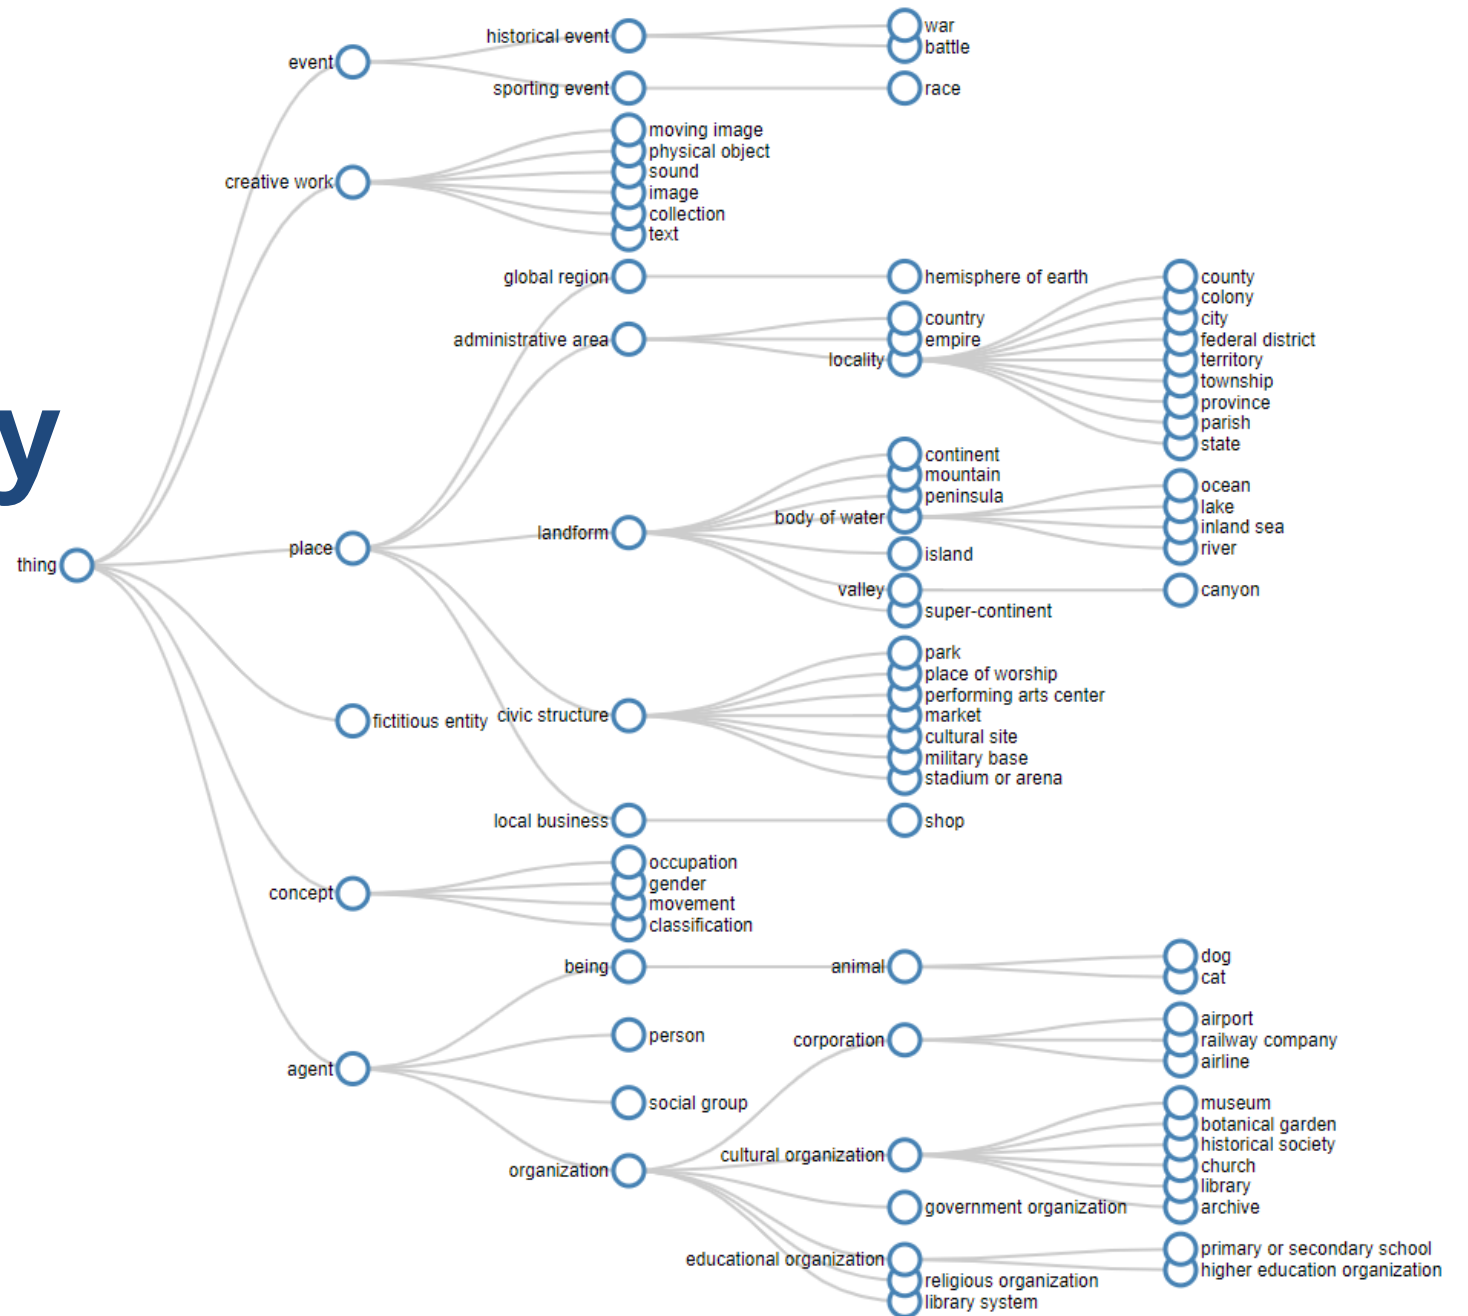 y
thing
event
historical event
war
battle
sporting event
race
creative work
moving image
physical object
sound
image
collection
text
place
global region
hemisphere of earth
administrative area
country
empire
locality
county
colony
city
federal district
territory
township
province
parish
state
landform
continent
mountain
peninsula
body of water
ocean
lake
inland sea
river
island
valley
canyon
super-continent
civic structure
park
place of worship
performing arts center
market
cultural site
military base
stadium or arena
local business
shop
fictitious entity
concept
occupation
gender
movement
classification
agent
being
animal
dog
cat
person
social group
organization
corporation
airport
railway company
airline
cultural organization
museum
botanical garden
historical society
church
library
archive
government organization
educational organization
primary or secondary school
higher education organization
religious organization
library system